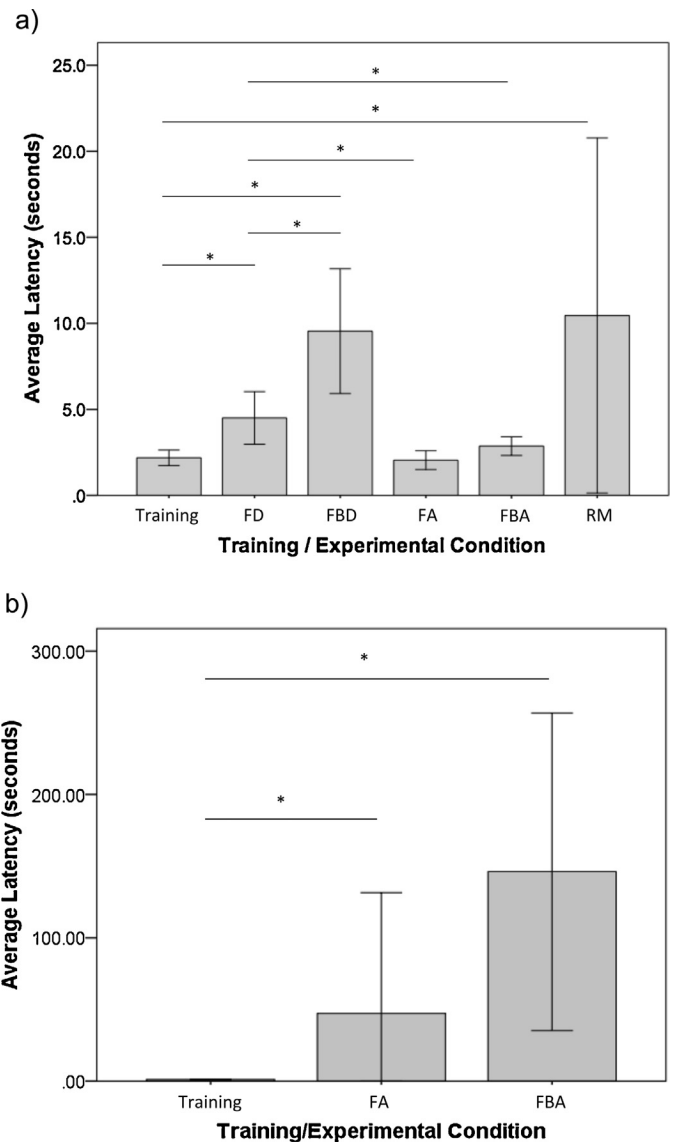 a)
Average Latency (seconds)
25.0
20.0
15.0
10.0
5.0
.0
*
*
*
*
*
*
Training FD FBD FA FBA RM
Training / Experimental Condition
b)
Average Latency (seconds)
300.00
200.00
100.00
.00
*
*
Training FA FBA
Training/Experimental Condition